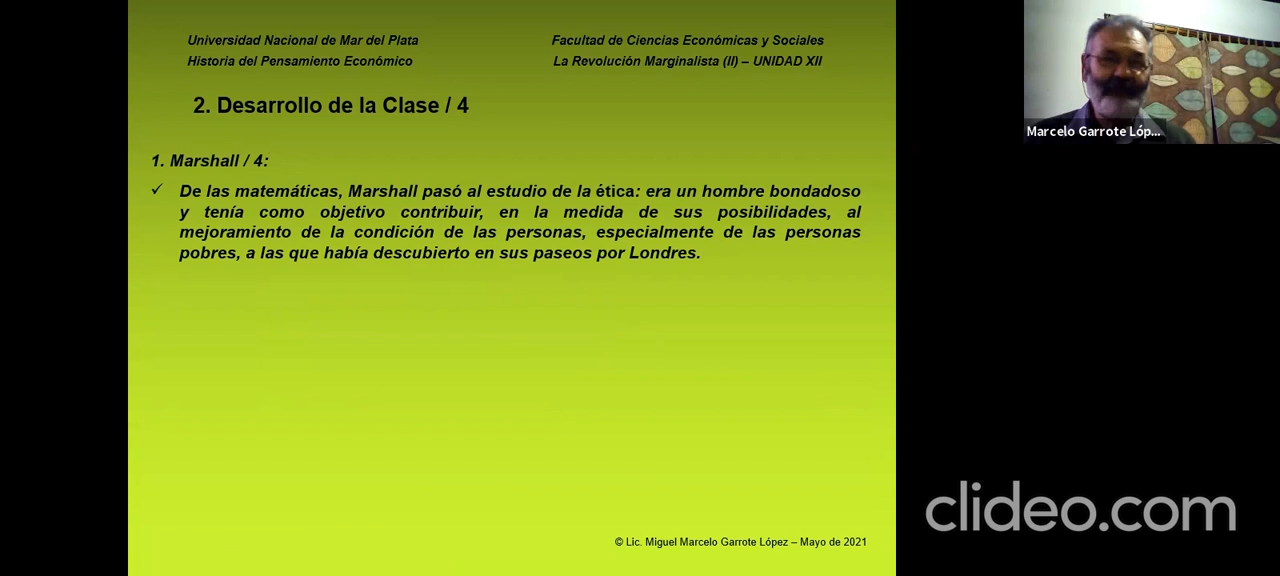 Universidad Nacional de Mar del Plata
Facultad de Ciencias Económicas y Sociales
Historia del Pensamiento Económico
La Revolución Marginalista (II) – UNIDAD XII
2. Desarrollo de la Clase / 4
1. Marshall / 4:
✓ De las matemáticas, Marshall pasó al estudio de la ética: era un hombre bondadoso
y tenía como objetivo contribuir, en la medida de sus posibilidades, al
mejoramiento de la condición de las personas, especialmente de las personas
pobres, a las que había descubierto en sus paseos por Londres.
© Lic. Miguel Marcelo Garrote López – Mayo de 2021
Marcelo Garrote Lóp...
clideo.com